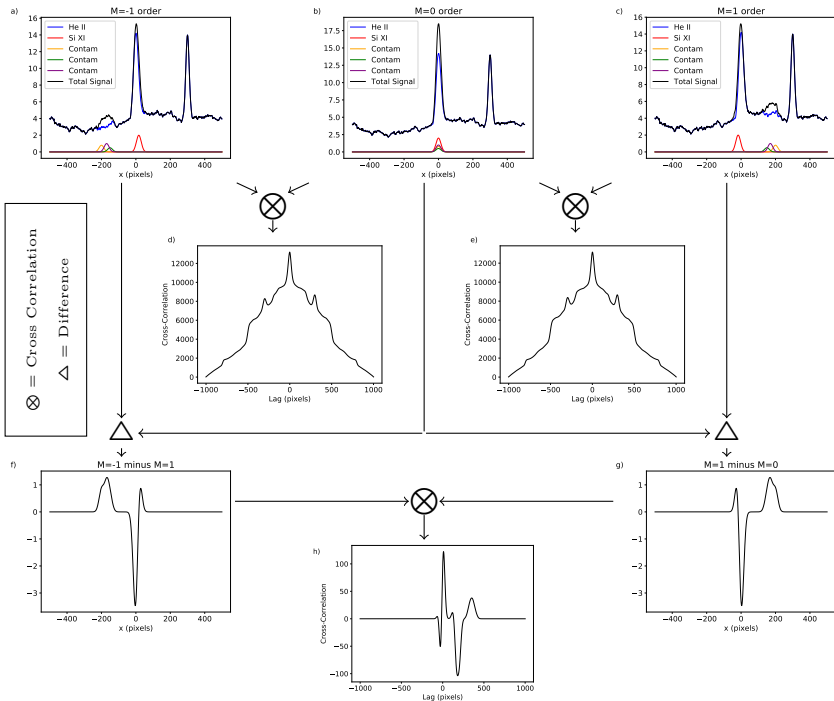 a)
M=-1 order
He II
Si XI
Contam
Contam
Contam
Total Signal
16
14
12
10
8
6
4
2
0
−400 −200 0 200 400
x (pixels)
b)
M=0 order
He II
Si XI
Contam
Contam
Contam
Total Signal
17.5
15.0
12.5
10.0
7.5
5.0
2.5
0.0
−400 −200 0 200 400
x (pixels)
c)
M=1 order
He II
Si XI
Contam
Contam
Contam
Total Signal
16
14
12
10
8
6
4
2
0
−400 −200 0 200 400
x (pixels)
⊗ = Cross Correlation
△ = Difference
d)
Cross-Correlation
12000
10000
8000
6000
4000
2000
0
−1000 −500 0 500 1000
Lag (pixels)
e)
Cross-Correlation
12000
10000
8000
6000
4000
2000
0
−1000 −500 0 500 1000
Lag (pixels)
f)
M=-1 minus M=1
1
0
−1
−2
−3
−400 −200 0 200 400
x (pixels)
g)
M=1 minus M=0
1
0
−1
−2
−3
−400 −200 0 200 400
x (pixels)
h)
Cross-Correlation
100
50
0
−50
−100
−1000 −500 0 500 1000
Lag (pixels)